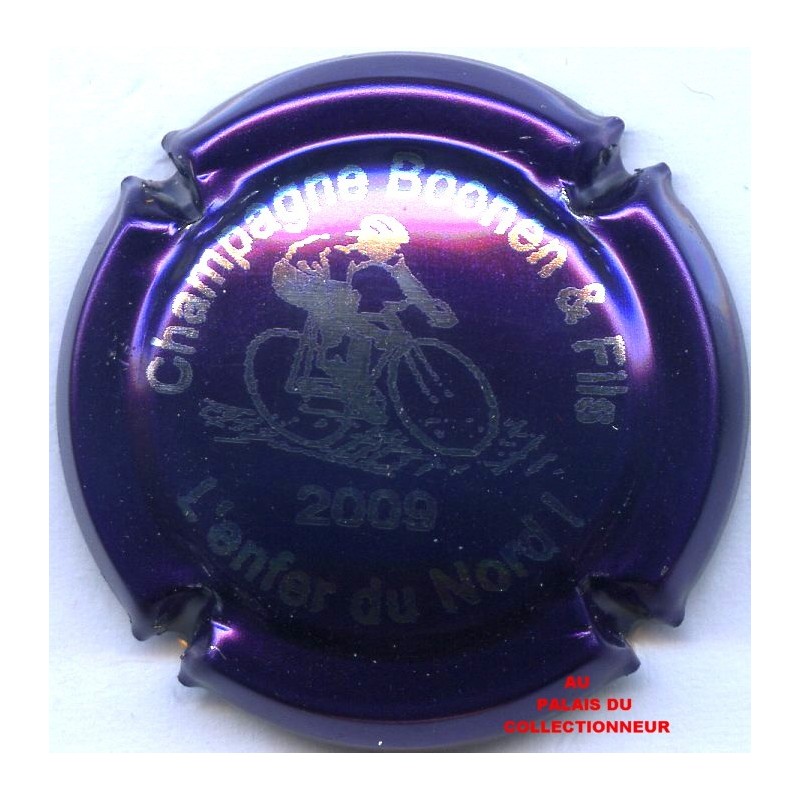 Champagne Boonen & Fils
2009
L'enfer du Nord !
AU
PALAIS DU
COLLECTIONNEUR